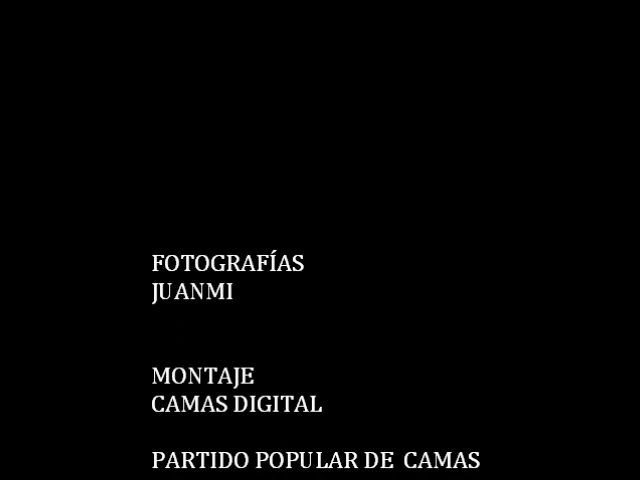 FOTOGRAFÍAS
JUANMI
MONTAJE
CAMAS DIGITAL
PARTIDO POPULAR DE CAMAS